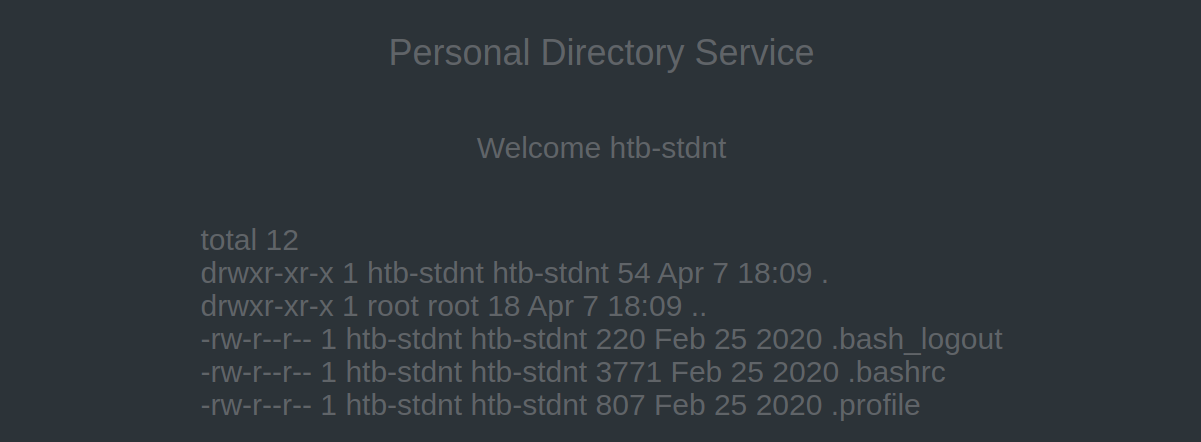 Personal Directory Service
Welcome htb-stdnt
total 12
drwxr-xr-x 1 htb-stdnt htb-stdnt 54 Apr 7 18:09 .
drwxr-xr-x 1 root root 18 Apr 7 18:09 ..
-rw-r--r-- 1 htb-stdnt htb-stdnt 220 Feb 25 2020 .bash_logout
-rw-r--r-- 1 htb-stdnt htb-stdnt 3771 Feb 25 2020 .bashrc
-rw-r--r-- 1 htb-stdnt htb-stdnt 807 Feb 25 2020 .profile